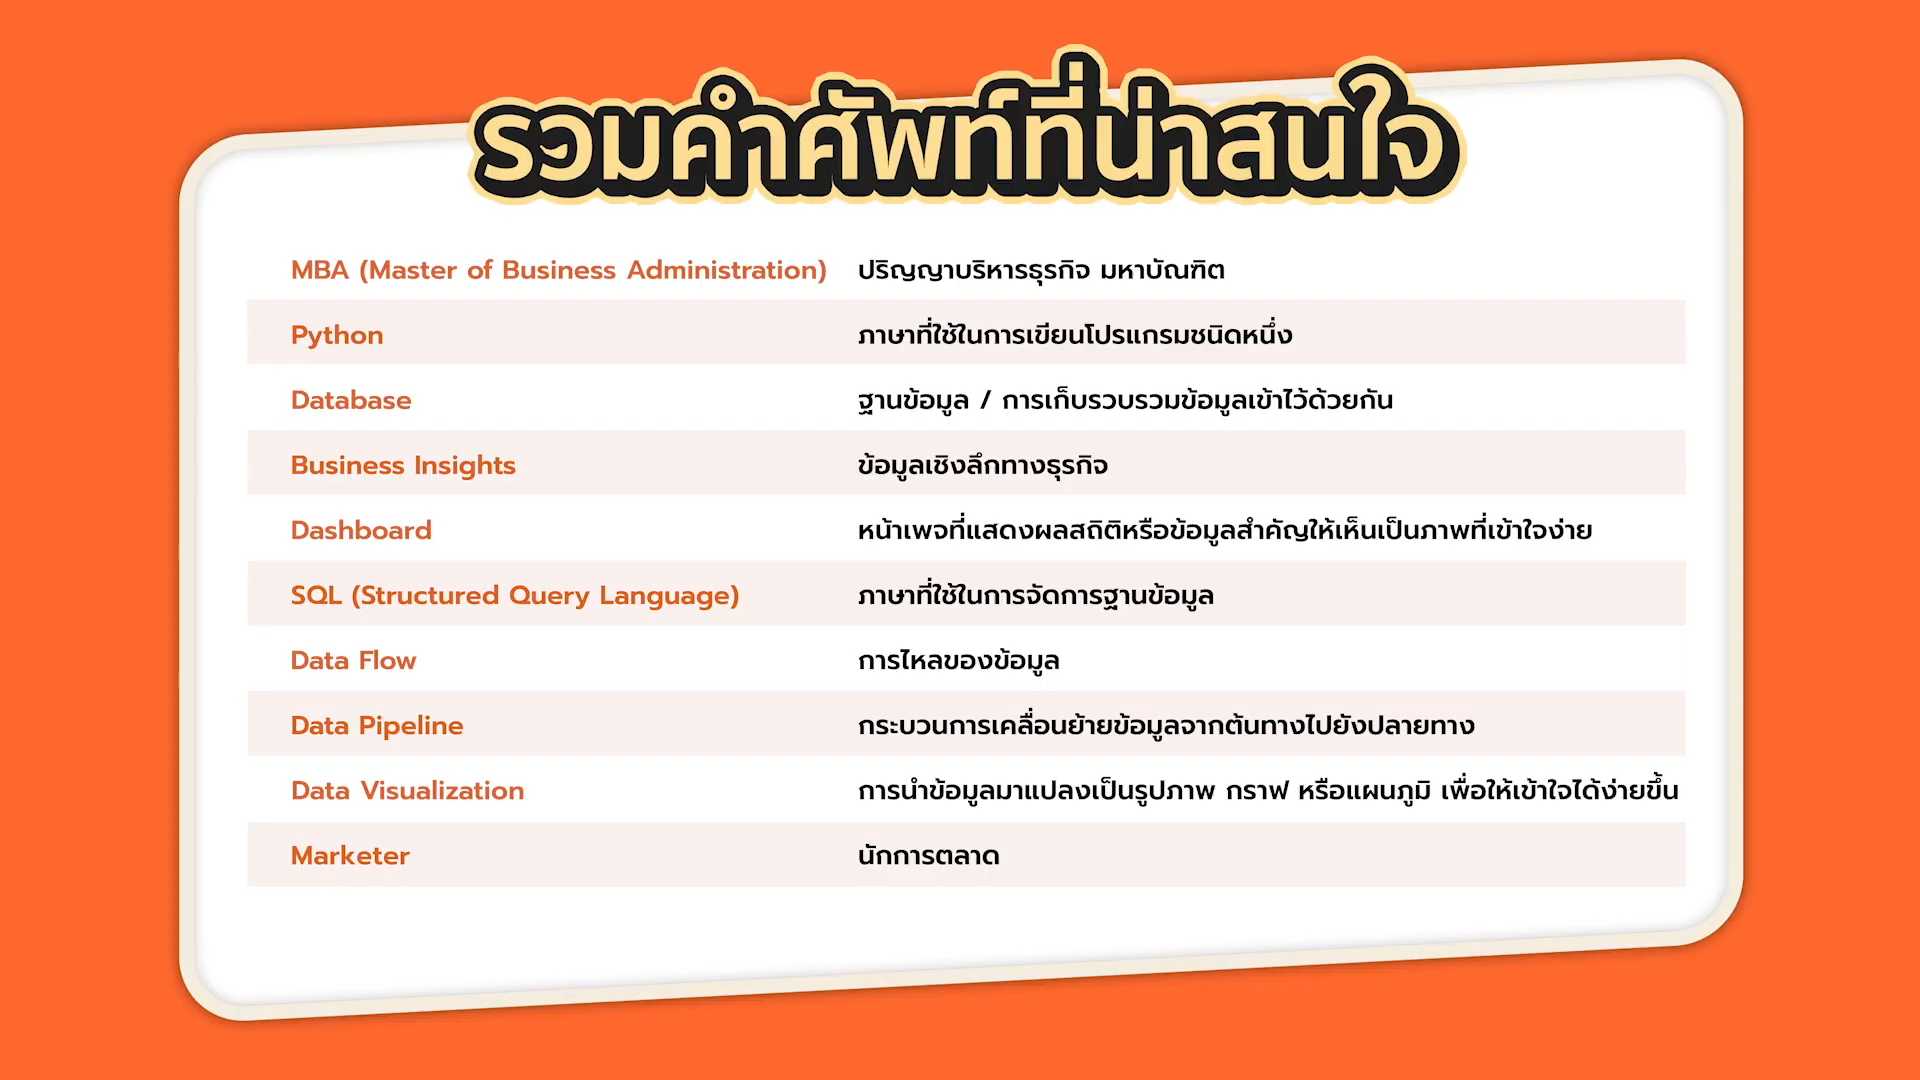 รวมคำศัพท์ที่น่าสนใจ
MBA (Master of Business Administration) ปริญญาบริหารธุรกิจ มหาบัณฑิต
Python ภาษาที่ใช้ในการเขียนโปรแกรมชนิดหนึ่ง
Database ฐานข้อมูล / การเก็บรวบรวมข้อมูลเข้าไว้ด้วยกัน
Business Insights ข้อมูลเชิงลึกทางธุรกิจ
Dashboard หน้าเพจที่แสดงผลสถิติหรือข้อมูลสำคัญให้เห็นเป็นภาพที่เข้าใจง่าย
SQL (Structured Query Language) ภาษาที่ใช้ในการจัดการฐานข้อมูล
Data Flow การไหลของข้อมูล
Data Pipeline กระบวนการเคลื่อนย้ายข้อมูลจากต้นทางไปยังปลายทาง
Data Visualization การนำข้อมูลมาแปลงเป็นรูปภาพ กราฟ หรือแผนภูมิ เพื่อให้เข้าใจได้ง่ายขึ้น
Marketer นักการตลาด